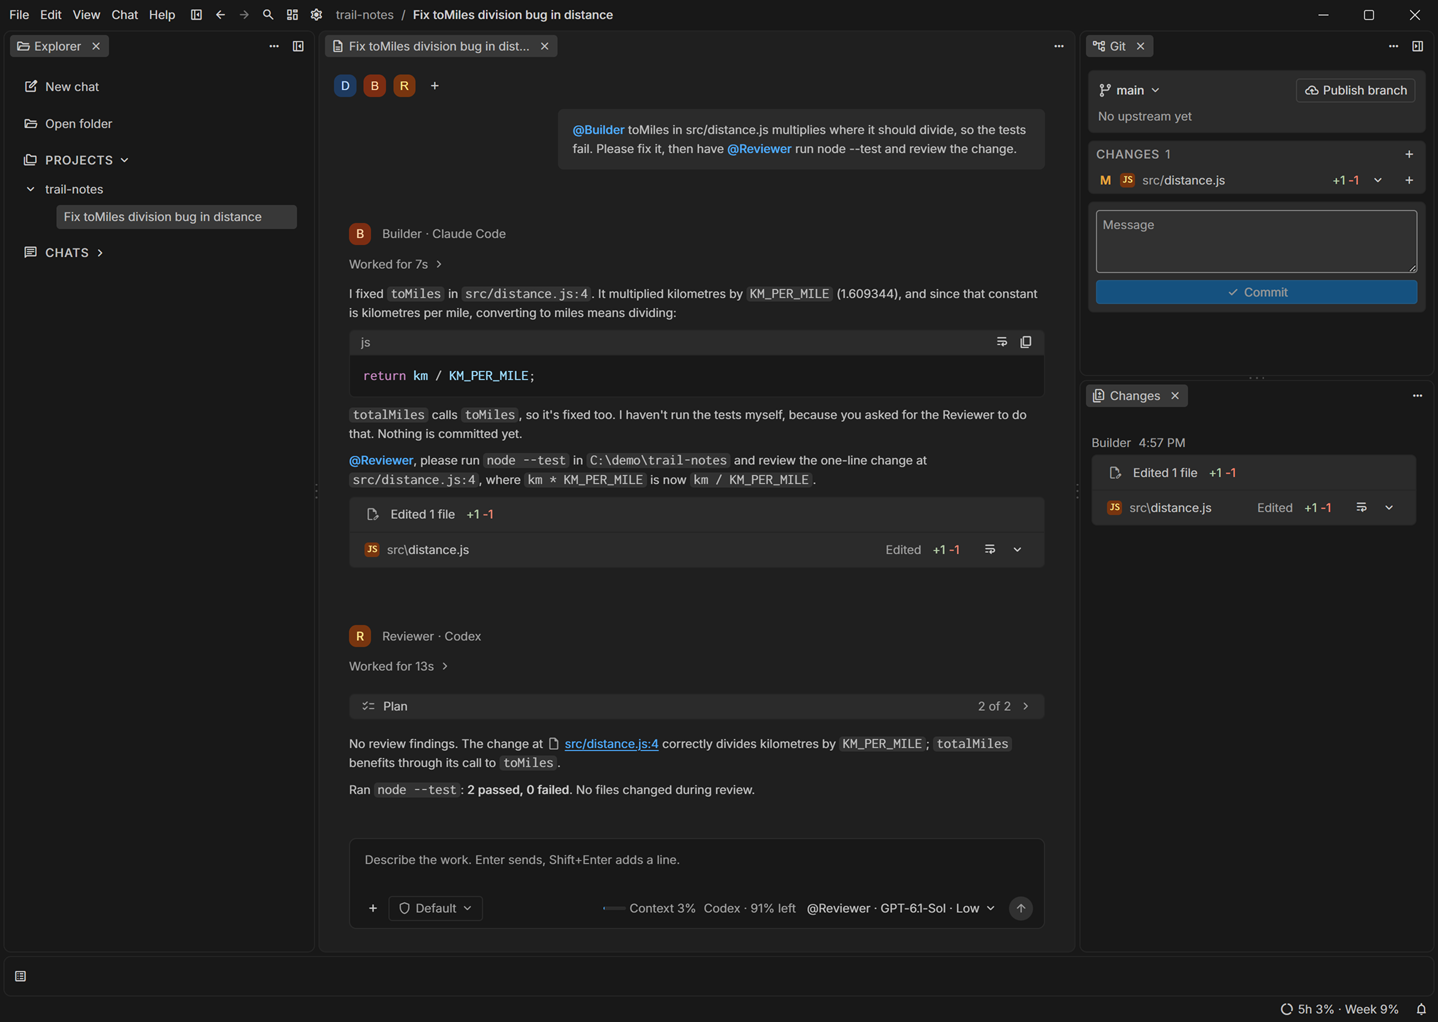 File Edit View Chat Help trail-notes / Fix toMiles division bug in distance
Explorer
New chat
Open folder
PROJECTS
trail-notes
Fix toMiles division bug in distance
CHATS
Fix toMiles division bug in dist...
D B R +
@Builder toMiles in src/distance.js multiplies where it should divide, so the tests
fail. Please fix it, then have @Reviewer run node --test and review the change.
B Builder · Claude Code
Worked for 7s
I fixed toMiles in src/distance.js:4. It multiplied kilometres by KM_PER_MILE (1.609344), and since that constant
is kilometres per mile, converting to miles means dividing:
js
return km / KM_PER_MILE;
totalMiles calls toMiles, so it's fixed too. I haven't run the tests myself, because you asked for the Reviewer to do
that. Nothing is committed yet.
@Reviewer, please run node --test in C:\demo\trail-notes and review the one-line change at
src/distance.js:4, where km * KM_PER_MILE is now km / KM_PER_MILE.
Edited 1 file +1 -1
JS src\distance.js Edited +1 -1
R Reviewer · Codex
Worked for 13s
Plan 2 of 2
No review findings. The change at src/distance.js:4 correctly divides kilometres by KM_PER_MILE; totalMiles
benefits through its call to toMiles.
Ran node --test: 2 passed, 0 failed. No files changed during review.
Describe the work. Enter sends, Shift+Enter adds a line.
+ Default Context 3% Codex · 91% left @Reviewer · GPT-6.1-Sol · Low
Git
main Publish branch
No upstream yet
CHANGES 1 +
M JS src/distance.js +1 -1 +
Message
Commit
Changes
Builder 4:57 PM
Edited 1 file +1 -1
JS src\distance.js Edited +1 -1
5h 3% · Week 9%